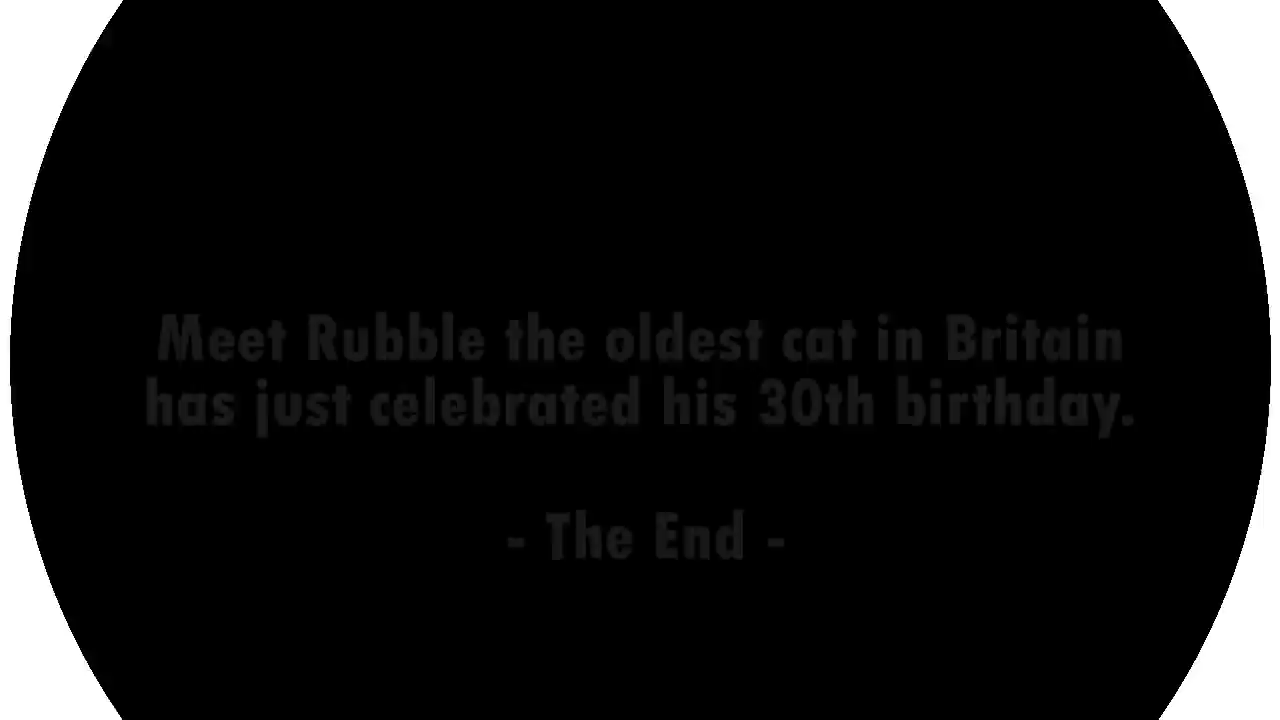 Meet Rubble the oldest cat in Britain
has just celebrated his 30th birthday.
- The End -